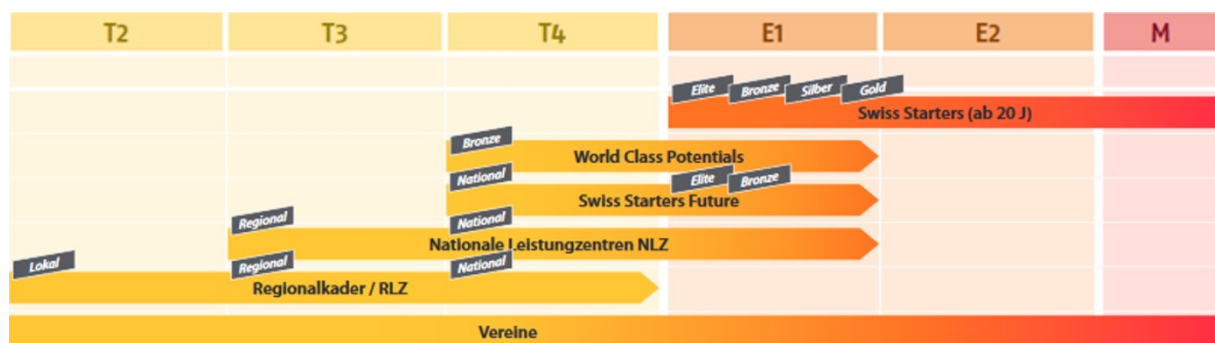 T2 T3 T4 E1 E2 M
Elite Bronze Silber Gold
Swiss Starters (ab 20 J)
Bronze
World Class Potentials
National Elite Bronze
Swiss Starters Future
Regional National
Nationale Leistungzentren NLZ
Lokal Regional National
Regionalkader / RLZ
Vereine